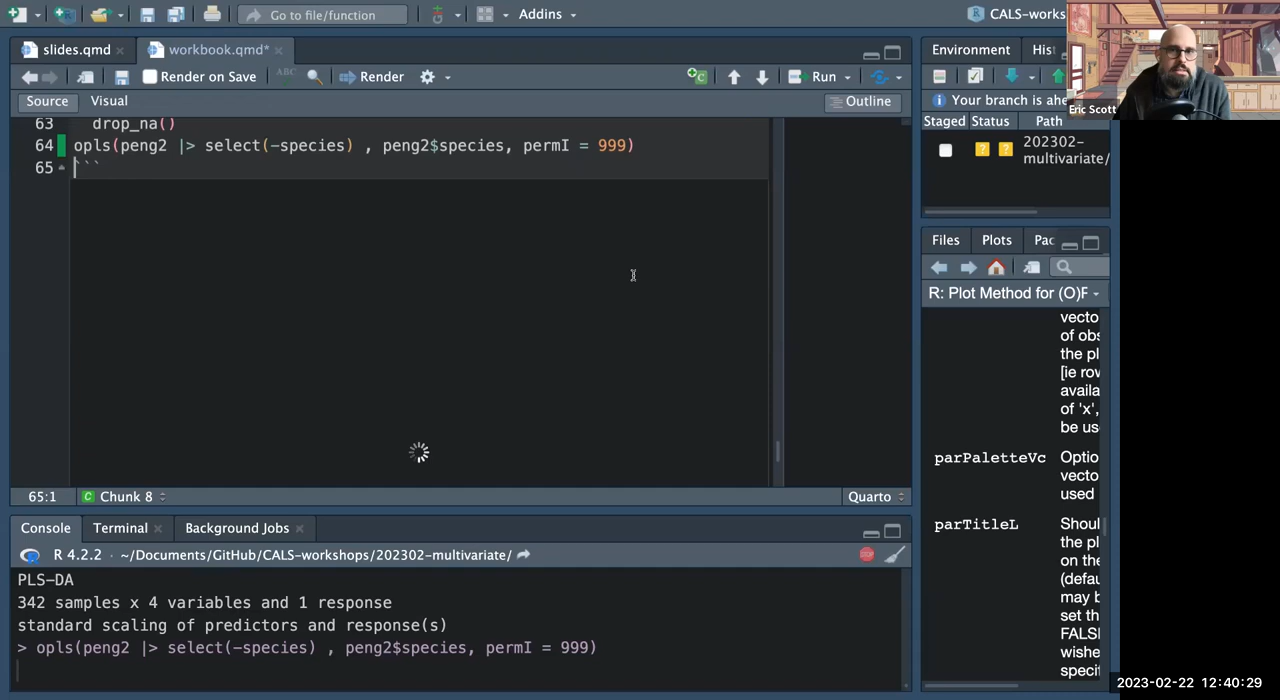 Go to file/function
Addins
CALS-works
slides.qmd
workbook.qmd*
Render on Save
ABC
Render
Run
Source
Visual
Outline
63
drop_na()
64
opls(peng2 |> select(-species) , peng2$species, permI = 999)
65
```
65:1
Chunk 8
Quarto
Console
Terminal
Background Jobs
R 4.2.2 · ~/Documents/GitHub/CALS-workshops/202302-multivariate/
PLS-DA
342 samples x 4 variables and 1 response
standard scaling of predictors and response(s)
> opls(peng2 |> select(-species) , peng2$species, permI = 999)
Environment
Hist
Your branch is ahe
Staged
Status
Path
202302-
multivariate/
Eric Scott
Files
Plots
Pac
R: Plot Method for (O)P
vecto
of obs
the pl
[ie rov
availa
of 'x',
be us
parPaletteVc
Optio
vecto
used
parTitleL
Shoul
the pl
on the
(defau
may b
set th
FALSI
wishe
specif
2023-02-22 12:40:29